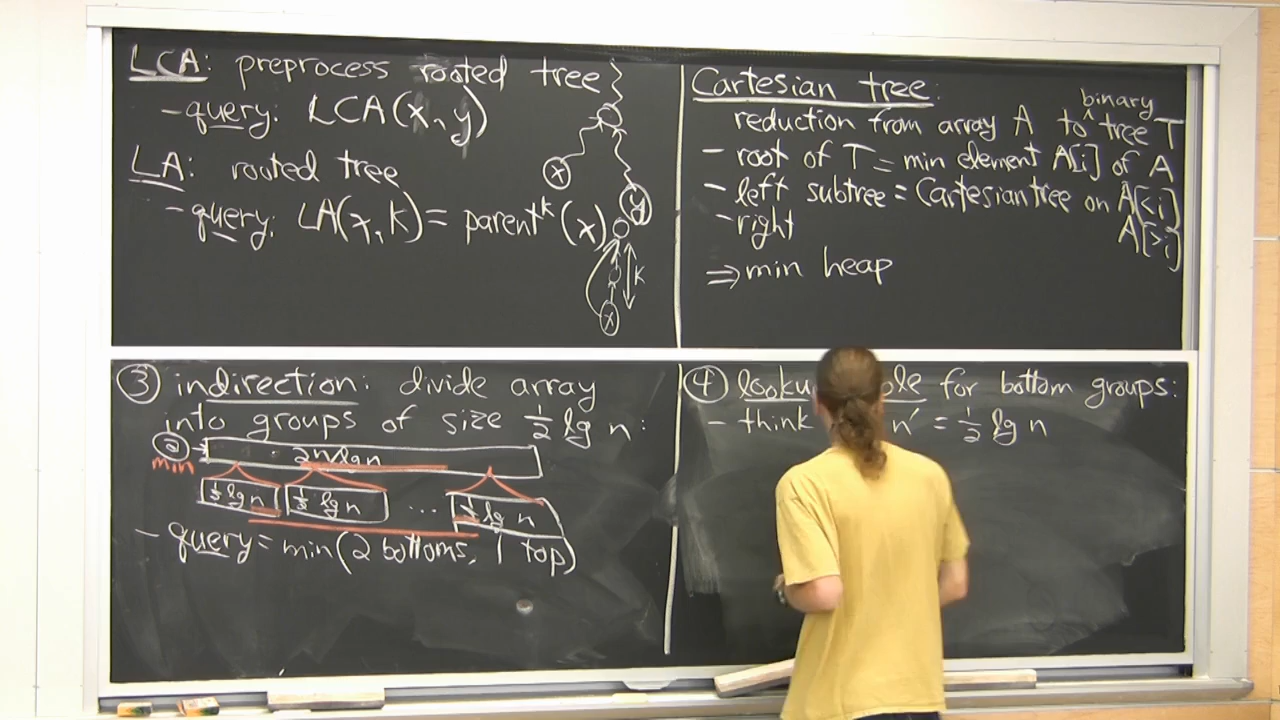 LCA: preprocess rooted tree
- query: LCA(x,y)
x
y
LA: rooted tree
- query: LA(x,k) = parent^k (x)
k
x
Cartesian tree:
binary
reduction from array A to ^ tree T
- root of T = min element A[i] of A
- left subtree = Cartesian tree on A[<i]
- right A[>i]
⇒ min heap
③ indirection: divide array
into groups of size ½ lg n:
② → 2n/lg n
min
½ lg n ½ lg n ... ½ lg n
- query = min(2 bottoms, 1 top)
④ for bottom groups:
- think n' = ½ lg n